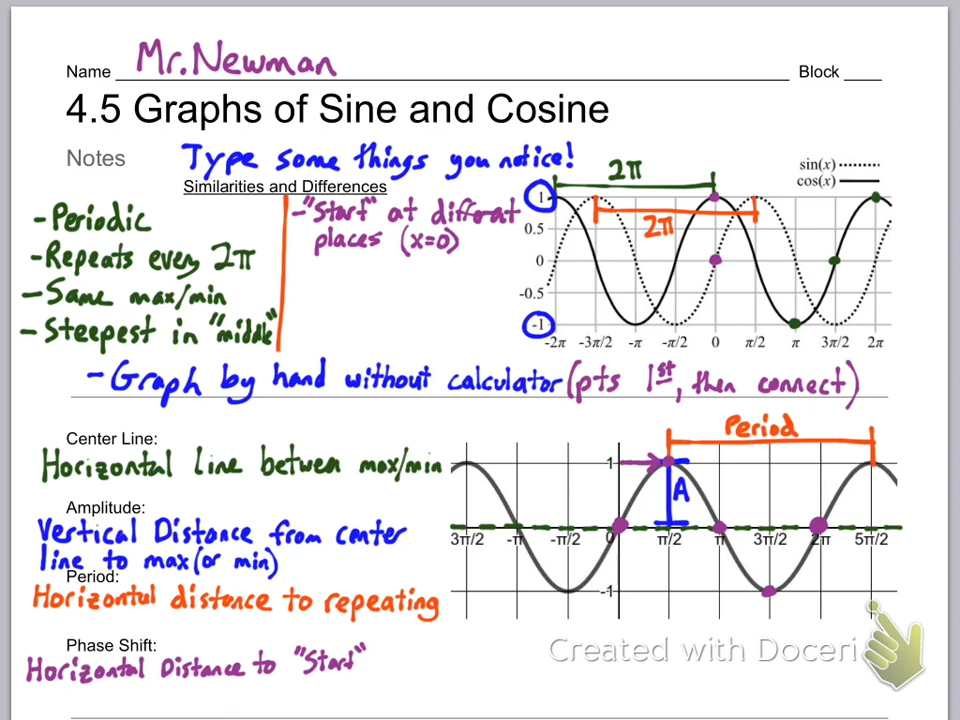 Name Mr.Newman Block
4.5 Graphs of Sine and Cosine
Notes Type some things you notice!
Similarities and Differences
-Periodic
-Repeats every 2π
-Same max/min
-Steepest in "middle"
-"Start" at different
places (x=0)
sin(x)
cos(x)
2π
2π
1
0.5
0
-0.5
-1
-2π -3π/2 -π -π/2 0 π/2 π 3π/2 2π
-Graph by hand without calculator (pts 1st, then connect)
Center Line:
Horizontal line between max/min
Amplitude:
Vertical Distance from center
line to max (or min)
Period:
Horizontal distance to repeating
Phase Shift:
Horizontal Distance to "Start"
Period
1
A
3π/2 -π -π/2 0 π/2 π 3π/2 2π 5π/2
-1
Created with Doceri